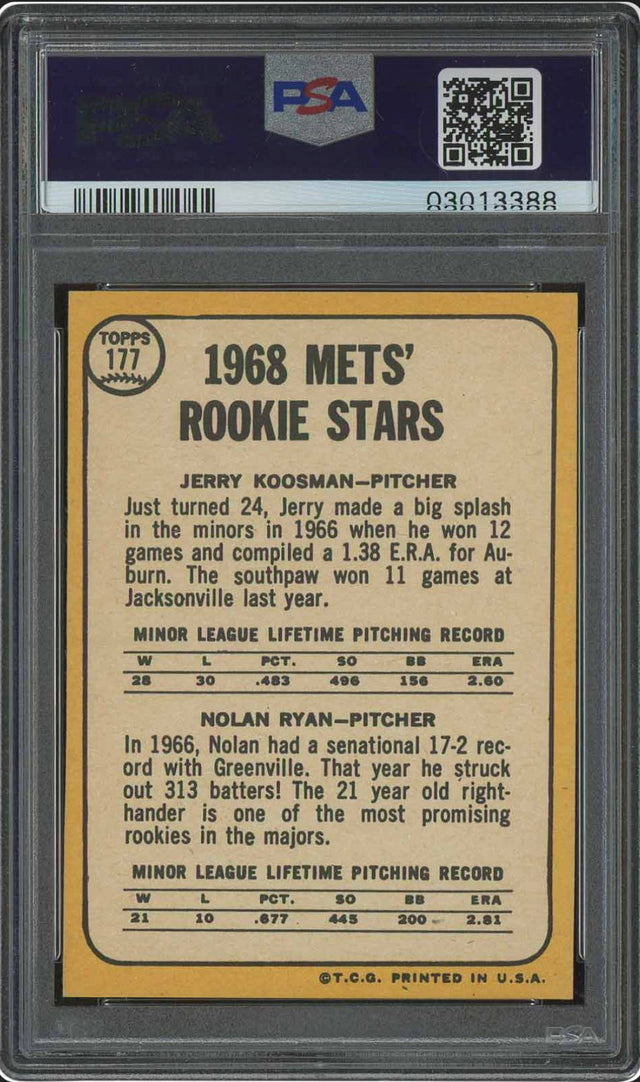 PSA
PSA
03013388
TOPPS
177
1968 METS'
ROOKIE STARS
JERRY KOOSMAN—PITCHER
Just turned 24, Jerry made a big splash
in the minors in 1966 when he won 12
games and compiled a 1.38 E.R.A. for Au-
burn. The southpaw won 11 games at
Jacksonville last year.
MINOR LEAGUE LIFETIME PITCHING RECORD
W L PCT. SO BB ERA
28 30 .483 496 156 2.60
NOLAN RYAN—PITCHER
In 1966, Nolan had a senational 17-2 rec-
ord with Greenville. That year he struck
out 313 batters! The 21 year old right-
hander is one of the most promising
rookies in the majors.
MINOR LEAGUE LIFETIME PITCHING RECORD
W L PCT. SO BB ERA
21 10 .677 445 200 2.81
©T.C.G. PRINTED IN U.S.A.
PSA